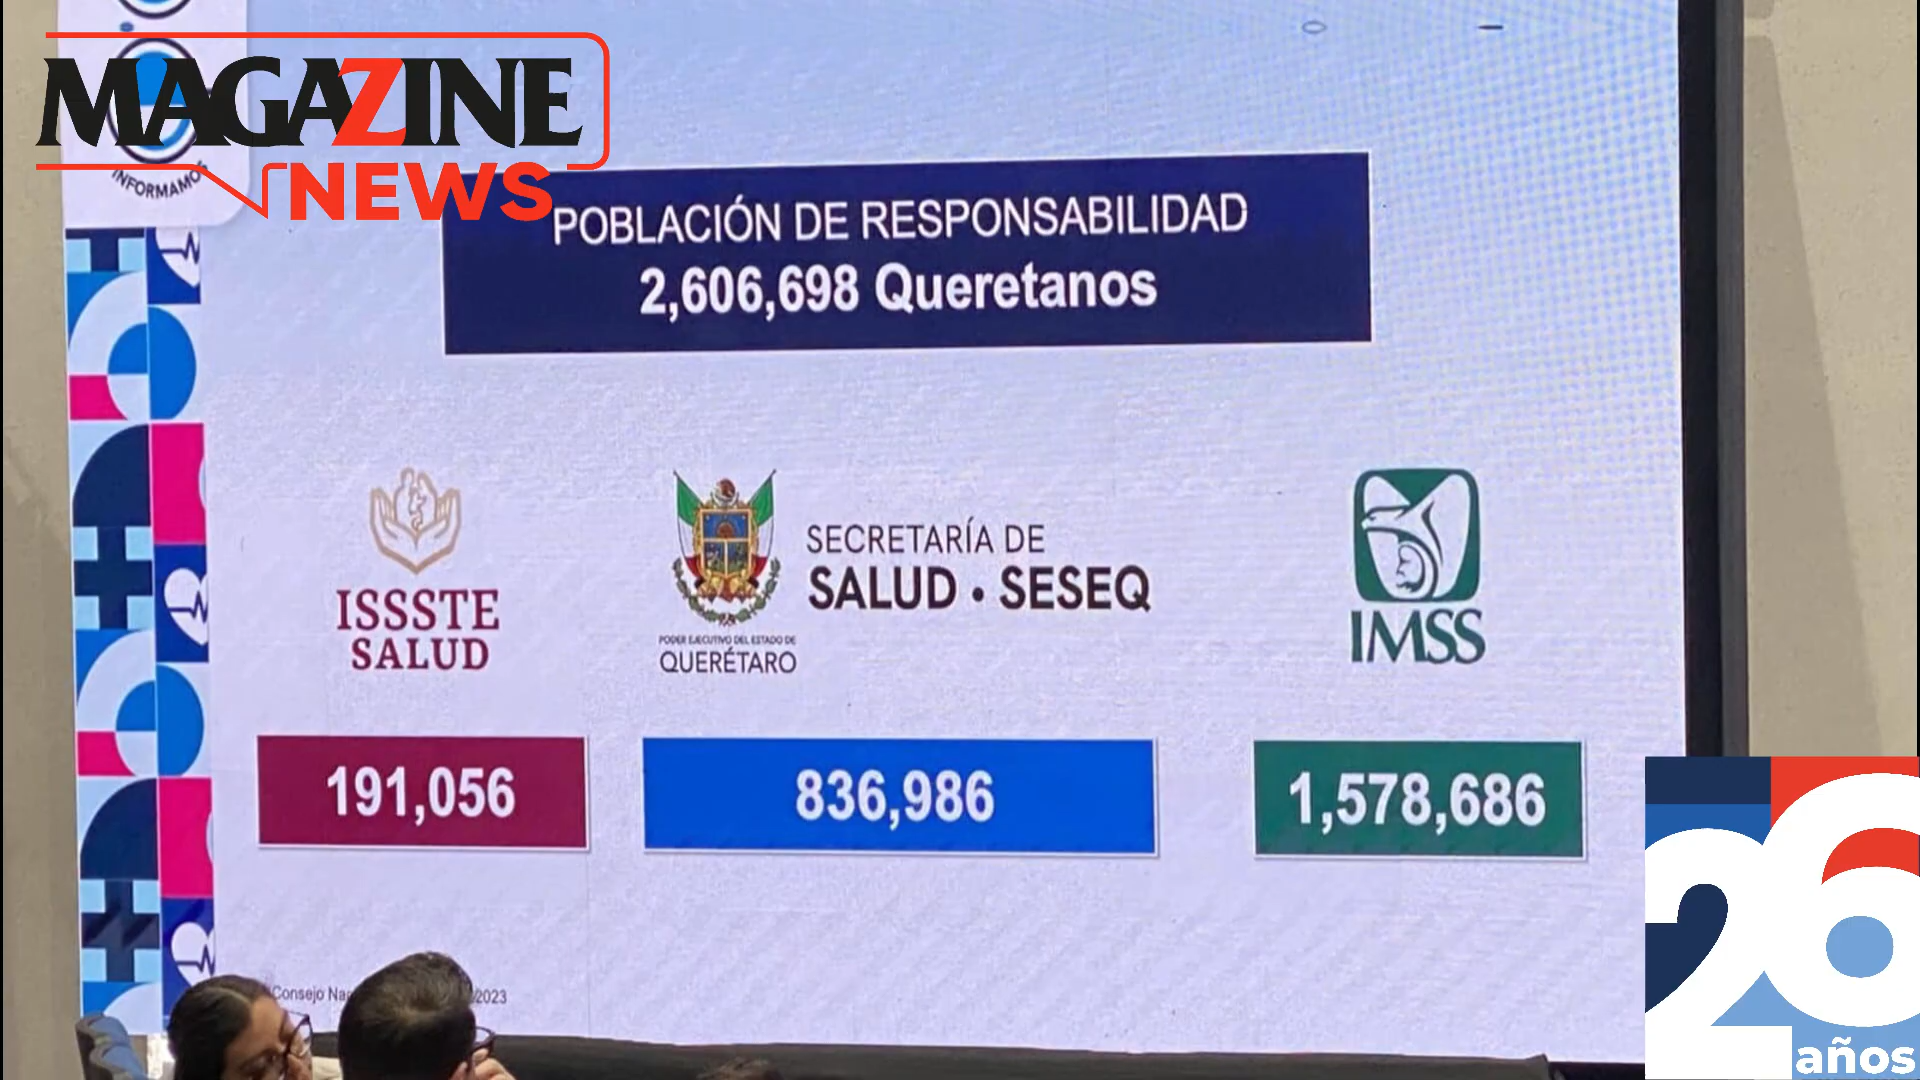 MAGAZINE
NEWS
INFORMAMOS
POBLACIÓN DE RESPONSABILIDAD
2,606,698 Queretanos
ISSSTE
SALUD
SECRETARÍA DE
SALUD • SESEQ
PODER EJECUTIVO DEL ESTADO DE
QUERÉTARO
IMSS
191,056
836,986
1,578,686
Consejo 2023
26
años